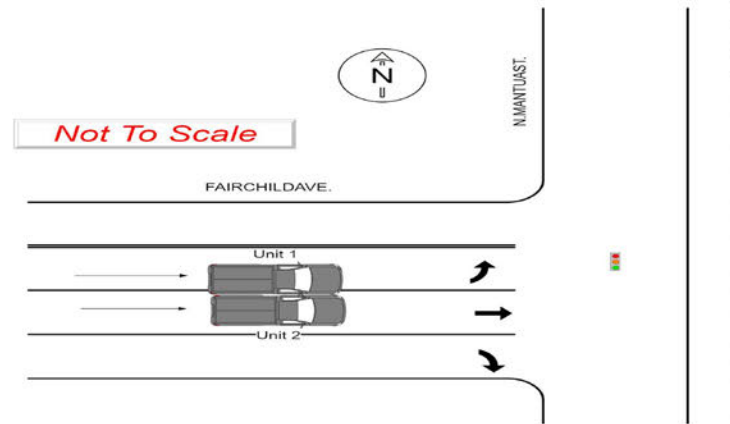 N
N.MANTUAST.
Not To Scale
FAIRCHILDAVE.
Unit 1
Unit 2